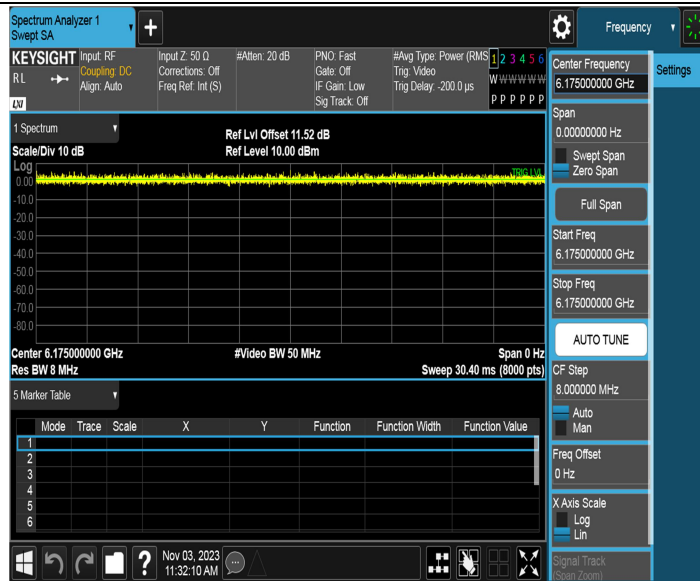 Spectrum Analyzer 1
Swept SA
+
Frequency
KEYSIGHT
RL
LXI
Input: RF
Coupling: DC
Align: Auto
Input Z: 50 Ω
Corrections: Off
Freq Ref: Int (S)
#Atten: 20 dB
PNO: Fast
Gate: Off
IF Gain: Low
Sig Track: Off
#Avg Type: Power (RMS
Trig: Video
Trig Delay: -200.0 µs
1 2 3 4 5 6
W W W W W W
P P P P P P
Center Frequency
6.175000000 GHz
Settings
Span
0.00000000 Hz
Swept Span
Zero Span
Full Span
Start Freq
6.175000000 GHz
Stop Freq
6.175000000 GHz
AUTO TUNE
CF Step
8.000000 MHz
Auto
Man
Freq Offset
0 Hz
X Axis Scale
Log
Lin
Signal Track
(Span Zoom)
1 Spectrum
Scale/Div 10 dB
Ref Lvl Offset 11.52 dB
Ref Level 10.00 dBm
Log
TRIG LVL
0.00
-10.0
-20.0
-30.0
-40.0
-50.0
-60.0
-70.0
-80.0
Center 6.175000000 GHz
#Video BW 50 MHz
Span 0 Hz
Res BW 8 MHz
Sweep 30.40 ms (8000 pts)
5 Marker Table
Mode Trace Scale X Y Function Function Width Function Value
1
2
3
4
5
6
?
Nov 03, 2023
11:32:10 AM